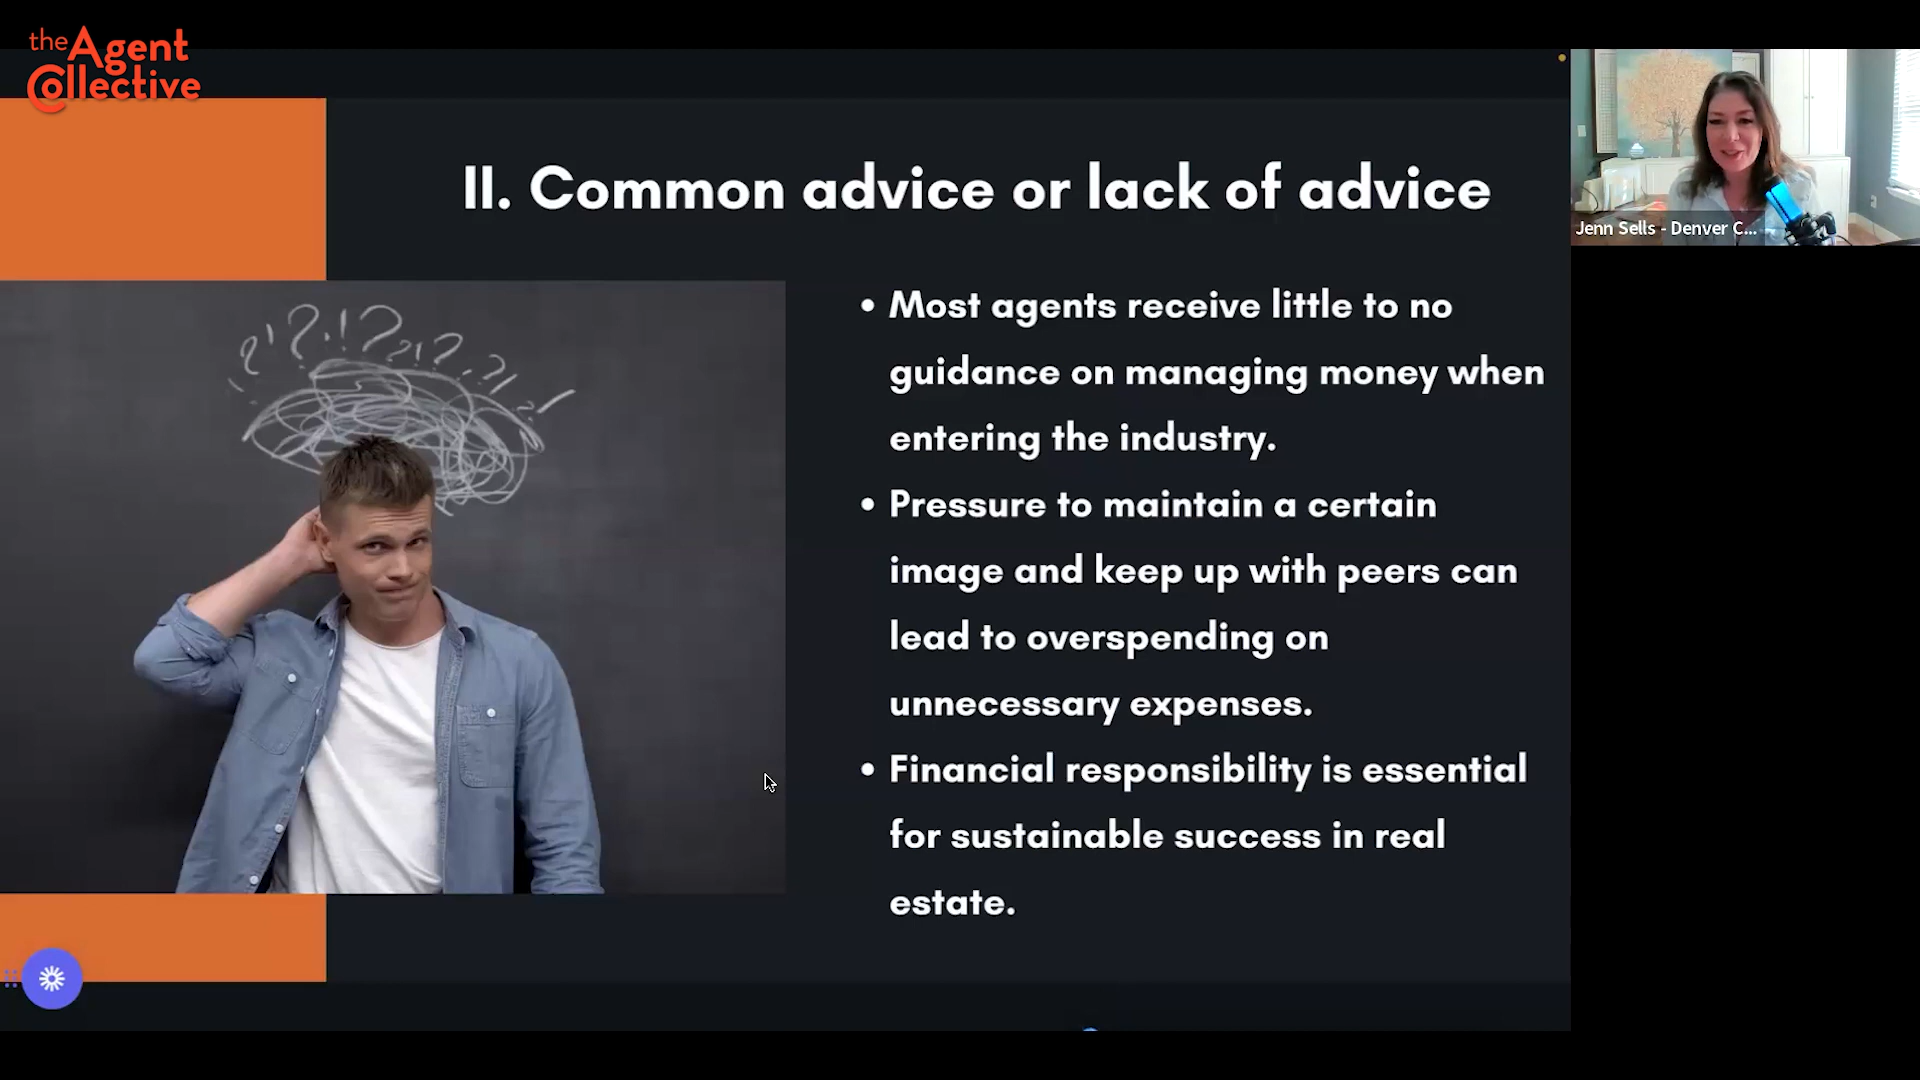 the Agent
Collective
II. Common advice or lack of advice
• Most agents receive little to no
guidance on managing money when
entering the industry.
• Pressure to maintain a certain
image and keep up with peers can
lead to overspending on
unnecessary expenses.
• Financial responsibility is essential
for sustainable success in real
estate.
Jenn Sells - Denver C...